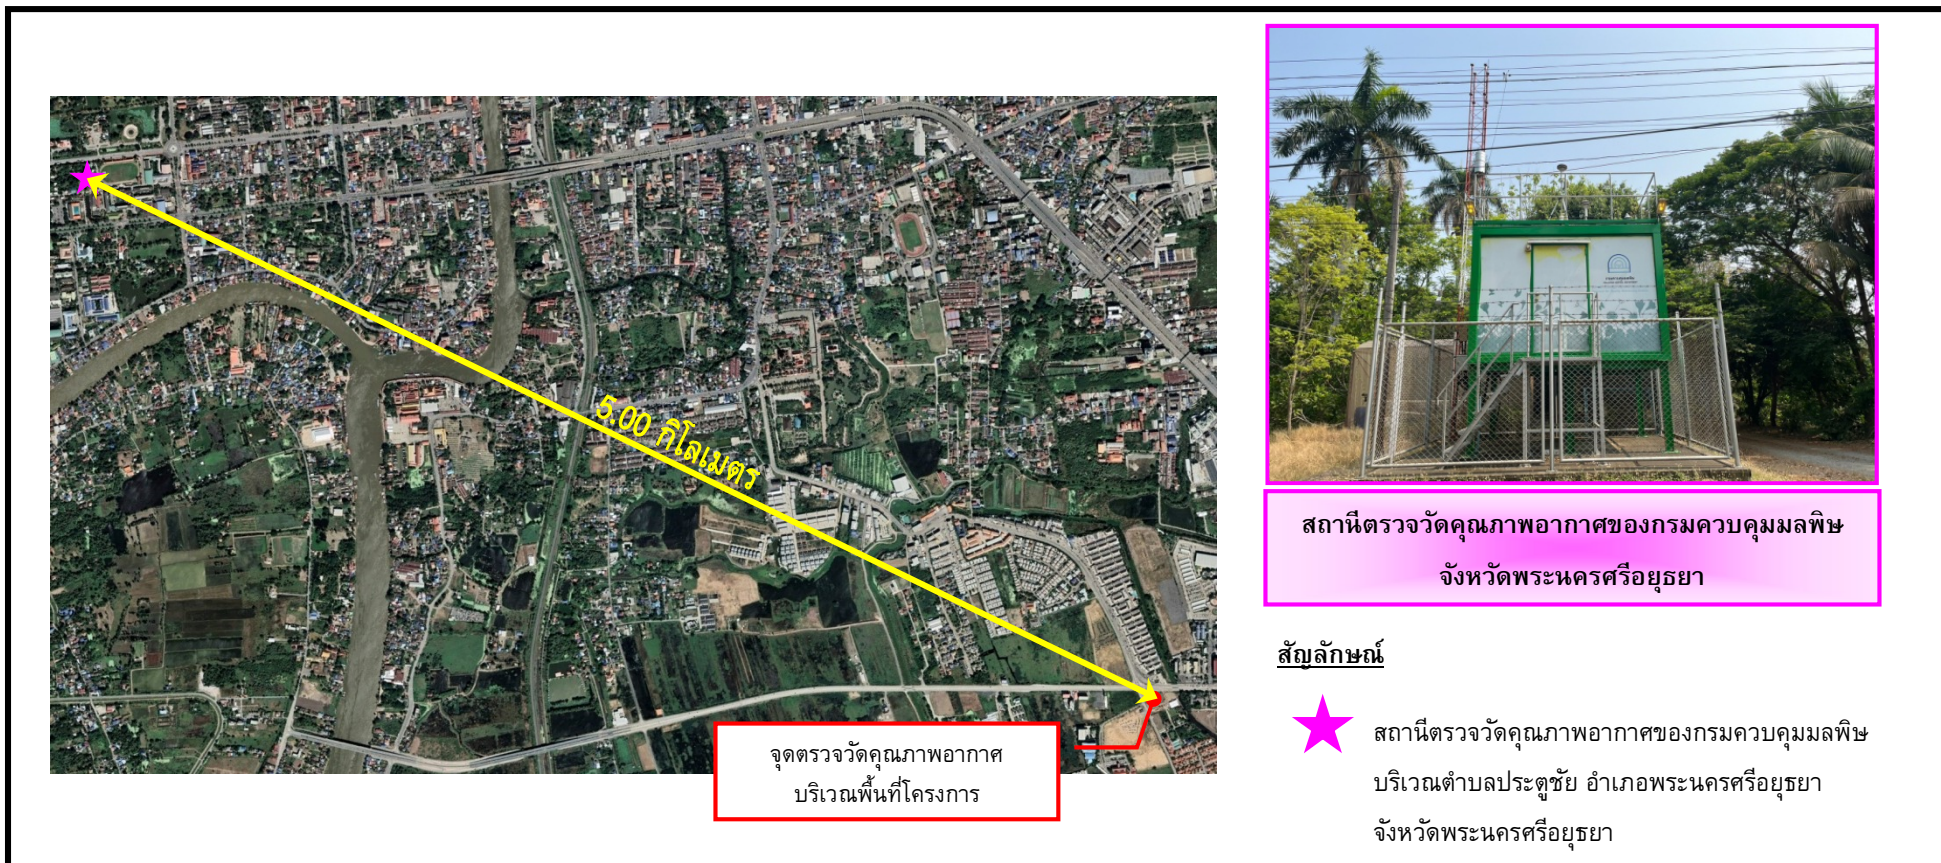 5.00 กิโลเมตร
จุดตรวจวัดคุณภาพอากาศ
บริเวณพื้นที่โครงการ
สถานีตรวจวัดคุณภาพอากาศของกรมควบคุมมลพิษ
จังหวัดพระนครศรีอยุธยา
สัญลักษณ์
สถานีตรวจวัดคุณภาพอากาศของกรมควบคุมมลพิษ
บริเวณตำบลประตูชัย อำเภอพระนครศรีอยุธยา
จังหวัดพระนครศรีอยุธยา